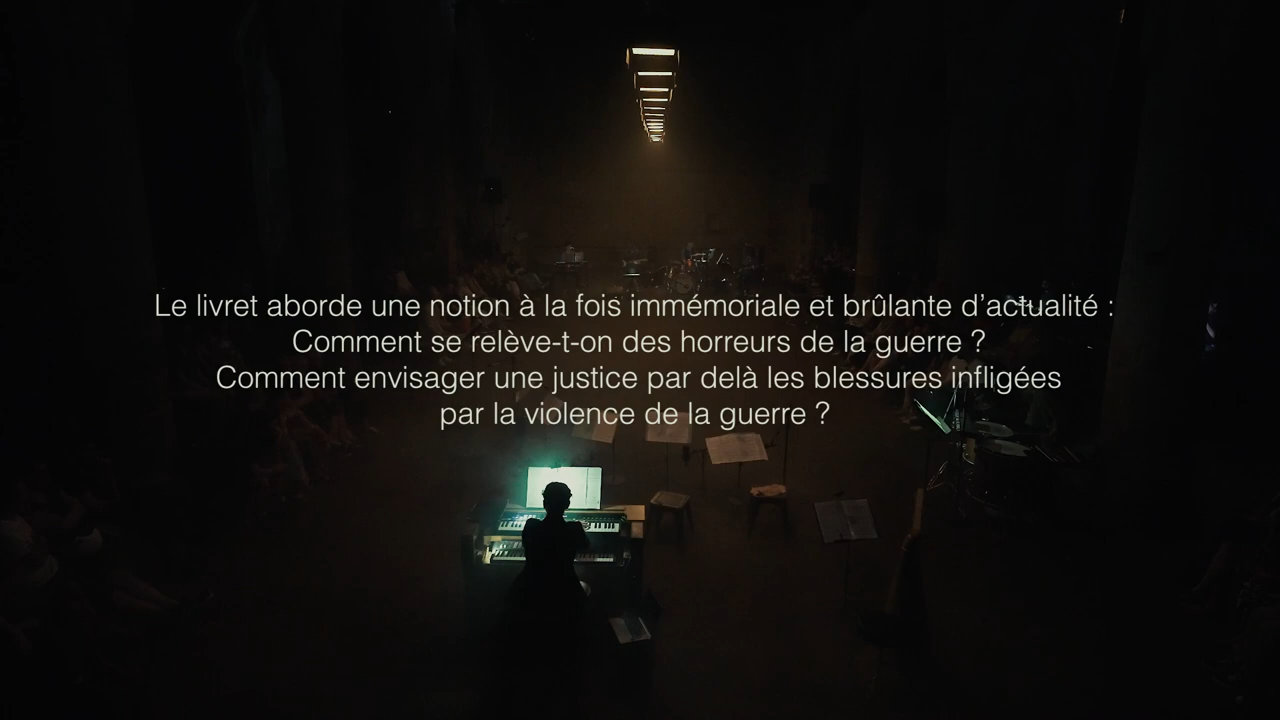 Le livret aborde une notion à la fois immémoriale et brûlante d’actualité :
Comment se relève-t-on des horreurs de la guerre ?
Comment envisager une justice par delà les blessures infligées
par la violence de la guerre ?